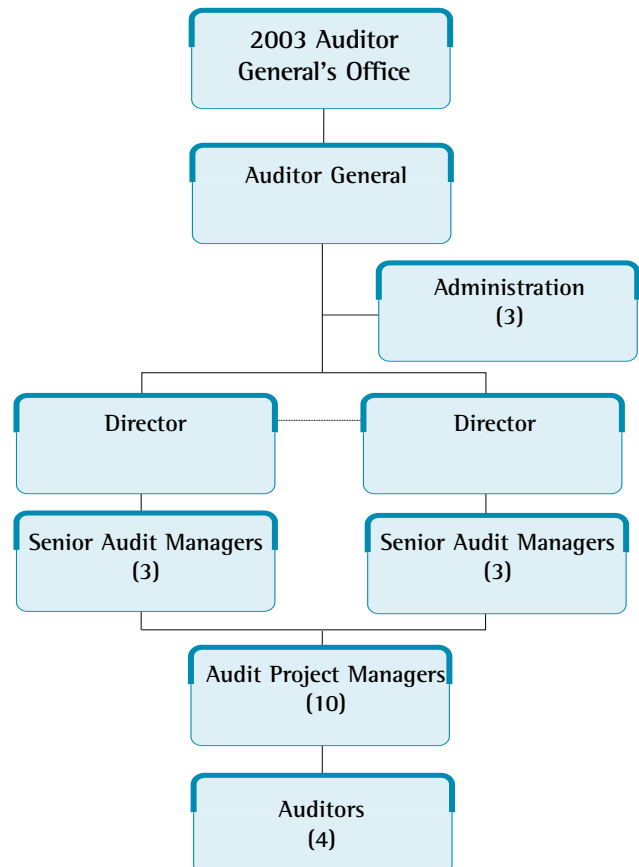 2003 Auditor
General's Office
Auditor General
Administration
(3)
Director
Director
Senior Audit Managers
(3)
Senior Audit Managers
(3)
Audit Project Managers
(10)
Auditors
(4)